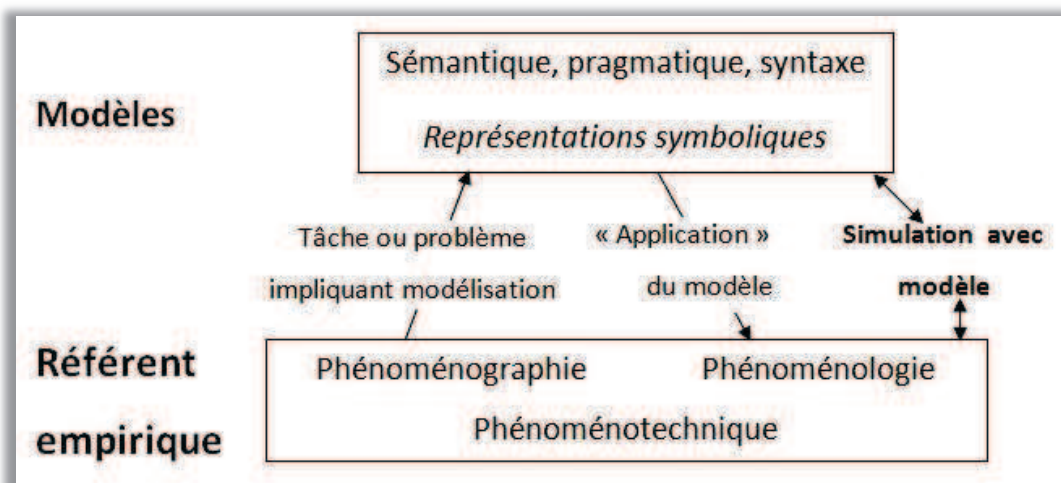 Sémantique, pragmatique, syntaxe
Modèles
Représentations symboliques
Tâche ou problème
« Application »
Simulation avec
impliquant modélisation
du modèle
modèle
Référent
Phénoménographie
Phénoménologie
empirique
Phénoménotechnique